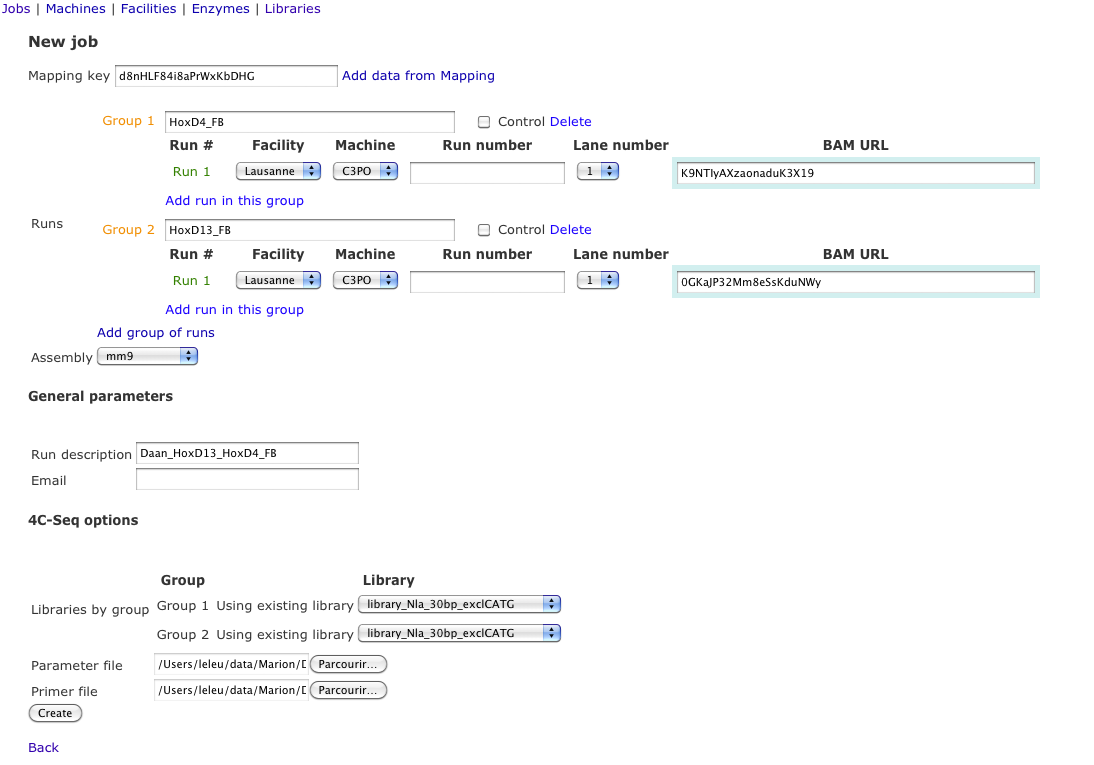 Jobs | Machines | Facilities | Enzymes | Libraries
New job
Mapping key d8nHLF84i8aPrWxKbDHG Add data from Mapping
Group 1 HoxD4_FB Control Delete
Run # Facility Machine Run number Lane number BAM URL
Run 1 Lausanne C3PO 1 K9NTIyAXzaonaduK3X19
Add run in this group
Runs
Group 2 HoxD13_FB Control Delete
Run # Facility Machine Run number Lane number BAM URL
Run 1 Lausanne C3PO 1 0GKaJP32Mm8eSsKduNWy
Add run in this group
Add group of runs
Assembly mm9
General parameters
Run description Daan_HoxD13_HoxD4_FB
Email
4C-Seq options
Group Library
Libraries by group
Group 1 Using existing library library_Nla_30bp_exclCATG
Group 2 Using existing library library_Nla_30bp_exclCATG
Parameter file /Users/leleu/data/Marion/D Parcourir...
Primer file /Users/leleu/data/Marion/D Parcourir...
Create
Back